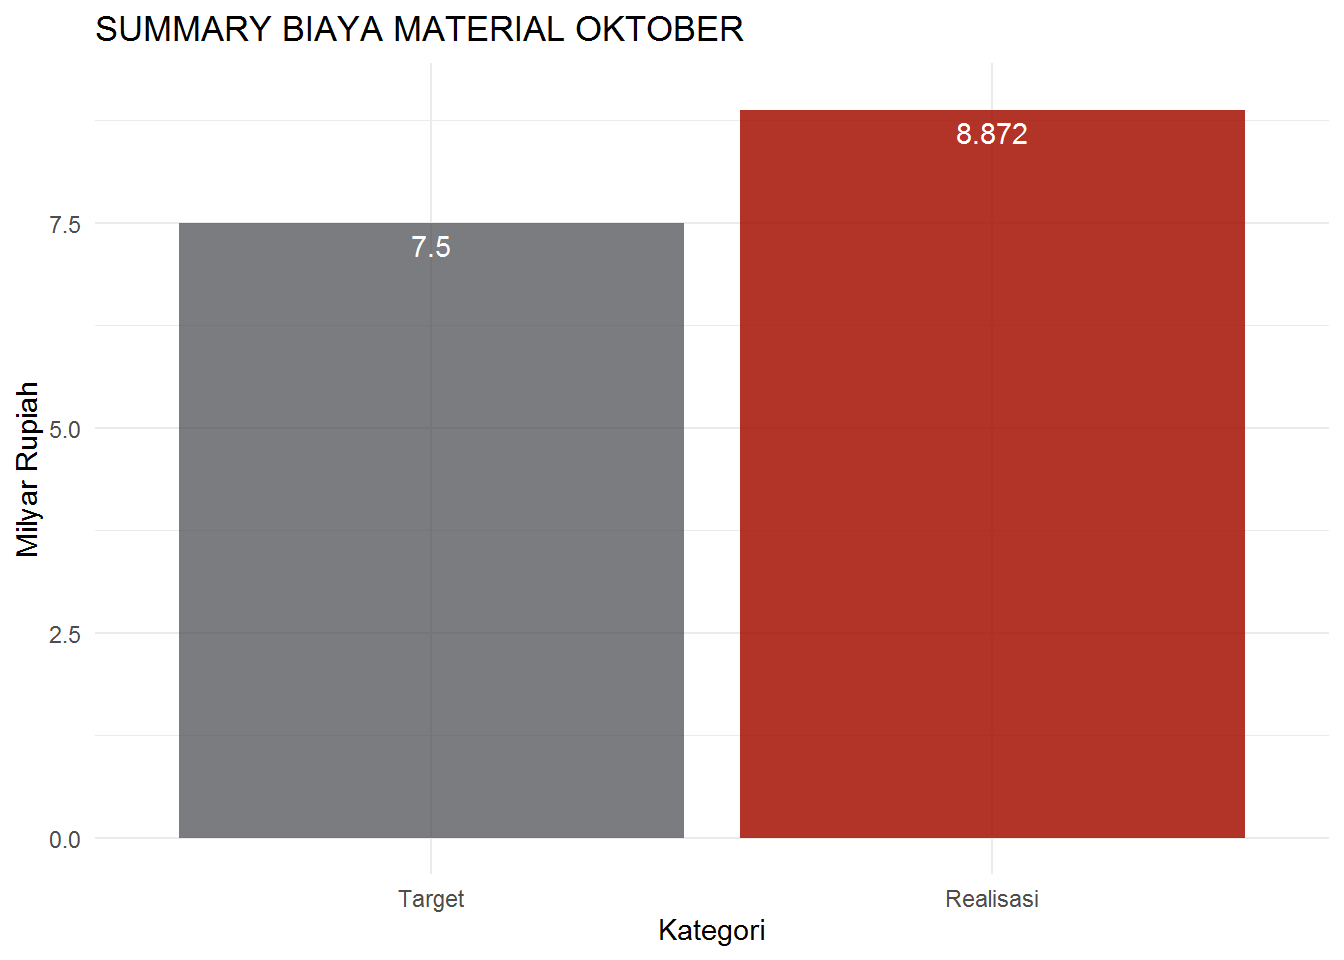 SUMMARY BIAYA MATERIAL OKTOBER
8.872
7.5
7.5
5.0
2.5
0.0
Milyar Rupiah
Target
Realisasi
Kategori